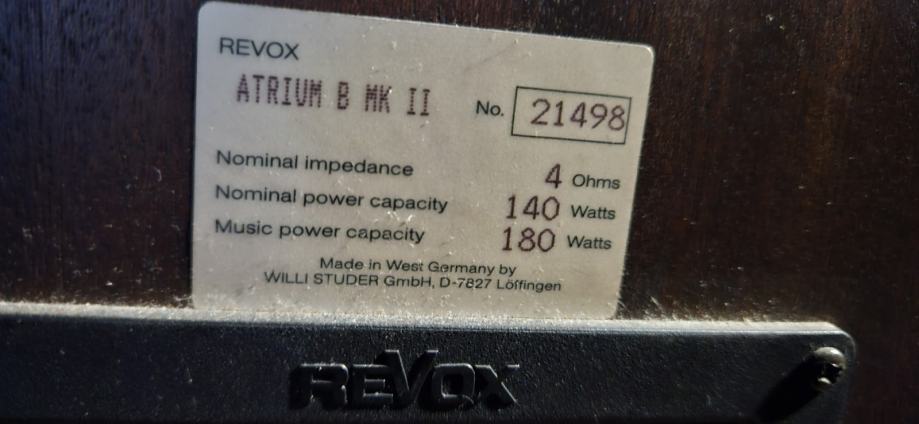 REVOX
ATRIUM B MK II No. 21498
Nominal impedance 4 Ohms
Nominal power capacity 140 Watts
Music power capacity 180 Watts
Made in West Germany by
WILLI STUDER GmbH, D-7827 Löffingen
REVOX